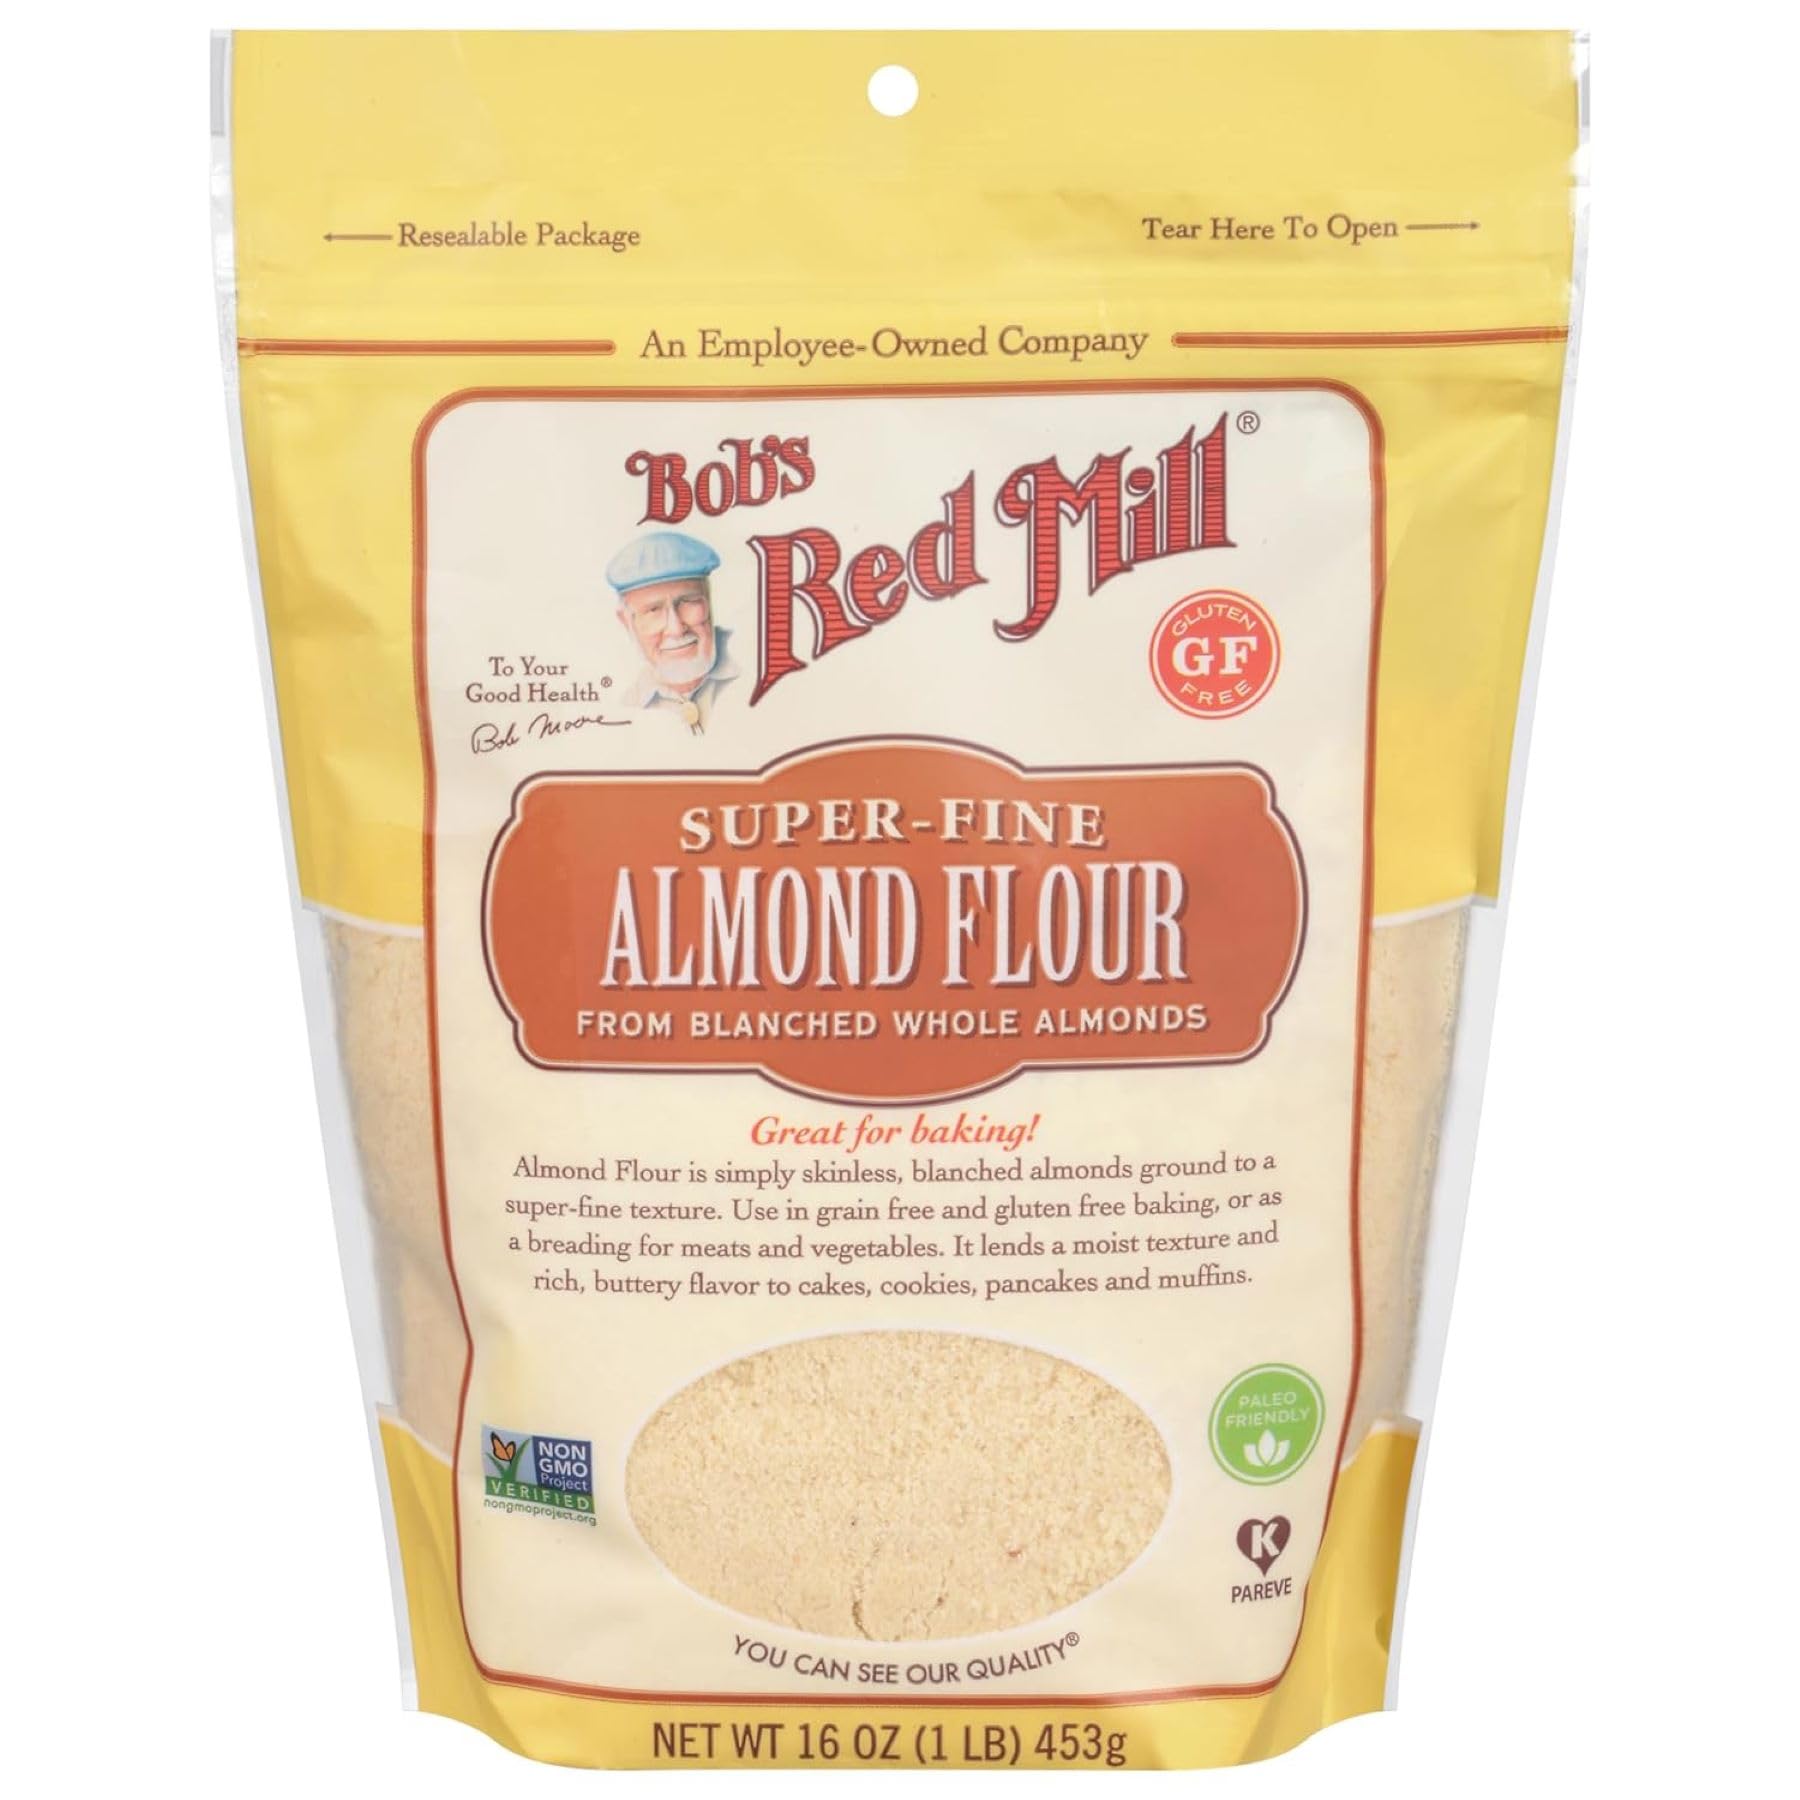 Resealable Package
Tear Here To Open
An Employee-Owned Company
Bob's
Red Mill®
GLUTEN
GF
FREE
To Your
Good Health®
Bob Moore
SUPER-FINE
ALMOND FLOUR
FROM BLANCHED WHOLE ALMONDS
Great for baking!
Almond Flour is simply skinless, blanched almonds ground to a
super-fine texture. Use in grain free and gluten free baking, or as
a breading for meats and vegetables. It lends a moist texture and
rich, buttery flavor to cakes, cookies, pancakes and muffins.
PALEO
FRIENDLY
NON
GMO
Project
VERIFIED
nongmoproject.org
K
PAREVE
YOU CAN SEE OUR QUALITY®
NET WT 16 OZ (1 LB) 453g